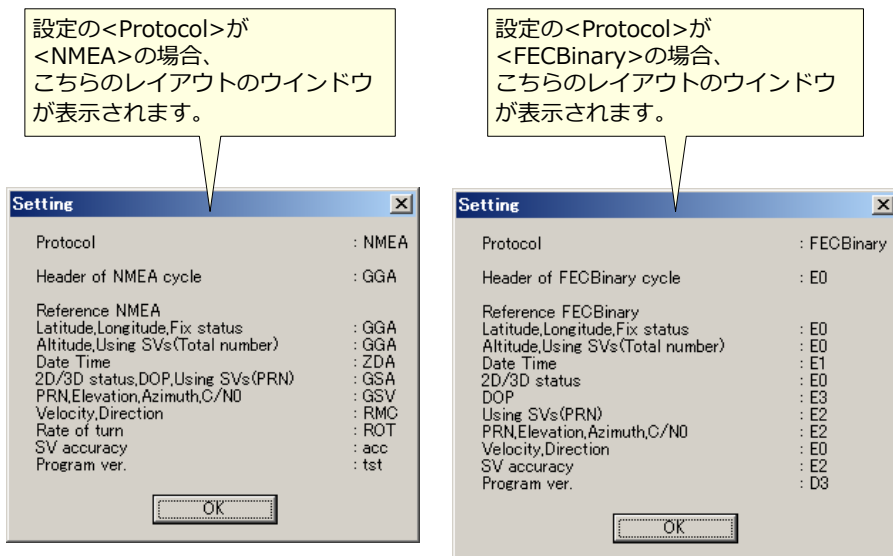 設定の<Protocol>が
<NMEA>の場合、
こちらのレイアウトのウインドウ
が表示されます。
設定の<Protocol>が
<FECBinary>の場合、
こちらのレイアウトのウインドウ
が表示されます。
Setting
Protocol : NMEA
Header of NMEA cycle : GGA
Reference NMEA
Latitude,Longitude,Fix status : GGA
Altitude,Using SVs(Total number) : GGA
Date Time : ZDA
2D/3D status,DOP,Using SVs(PRN) : GSA
PRN,Elevation,Azimuth,C/N0 : GSV
Velocity,Direction : RMC
Rate of turn : ROT
SV accuracy : acc
Program ver. : tst
OK
Setting
Protocol : FECBinary
Header of FECBinary cycle : E0
Reference FECBinary
Latitude,Longitude,Fix status : E0
Altitude,Using SVs(Total number) : E0
Date Time : E1
2D/3D status : E0
DOP : E3
Using SVs(PRN) : E2
PRN,Elevation,Azimuth,C/N0 : E2
Velocity,Direction : E0
SV accuracy : E2
Program ver. : D3
OK